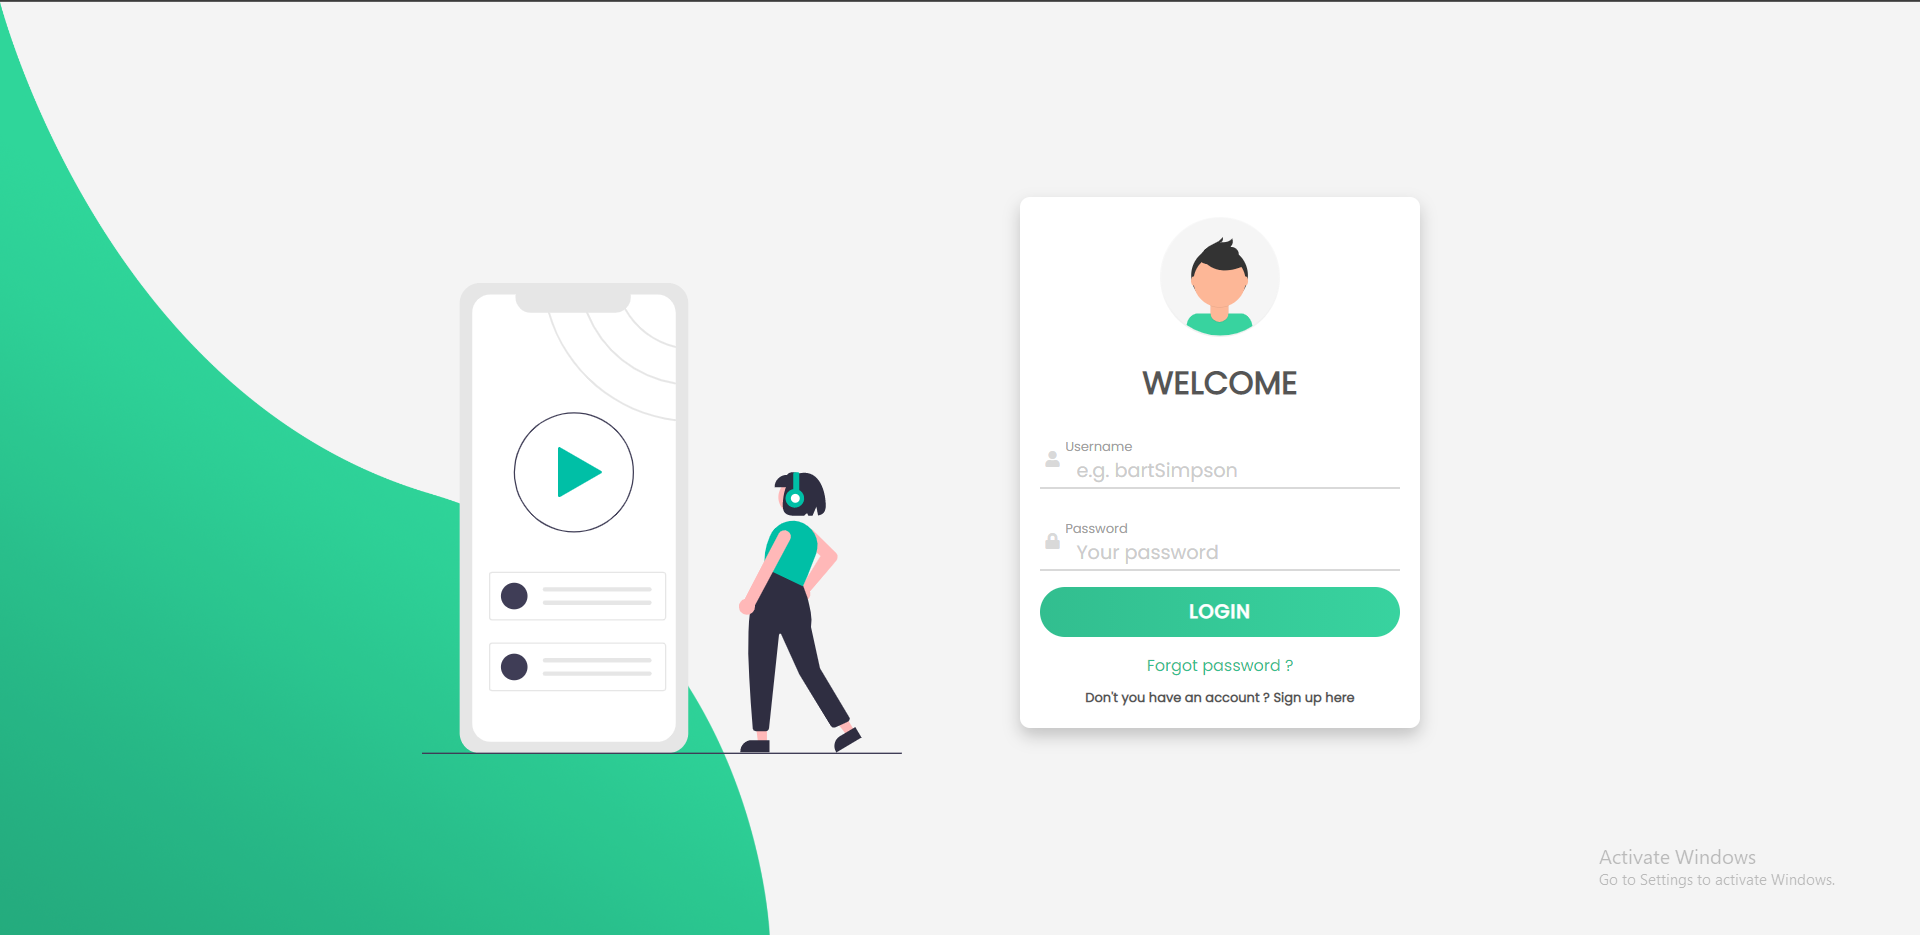 WELCOME
Username
e.g. bartSimpson
Password
Your password
LOGIN
Forgot password ?
Don't you have an account ? Sign up here
Activate Windows
Go to Settings to activate Windows.